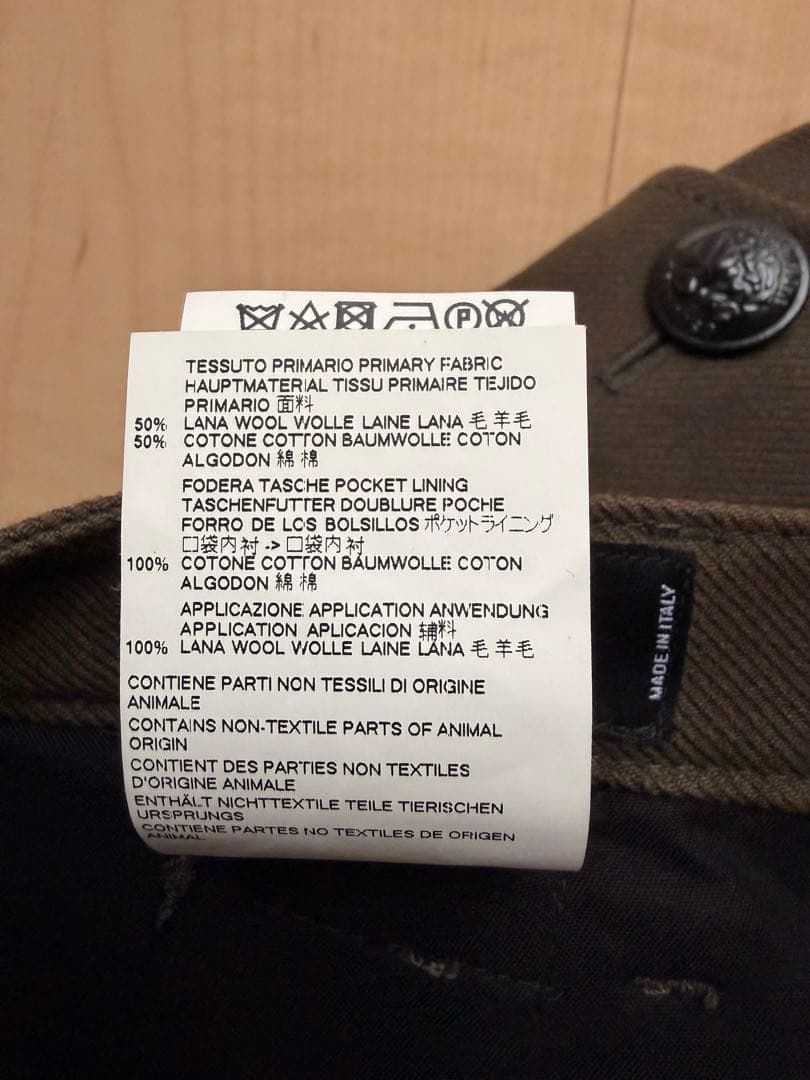 TESSUTO PRIMARIO PRIMARY FABRIC
HAUPTMATERIAL TISSU PRIMAIRE TEJIDO
PRIMARIO 面料
50% LANA WOOL WOLLE LAINE LANA 毛 羊毛
50% COTONE COTTON BAUMWOLLE COTON
ALGODON 綿 棉
FODERA TASCHE POCKET LINING
TASCHENFUTTER DOUBLURE POCHE
FORRO DE LOS BOLSILLOS ポケットライニング
口袋内衬 -> 口袋内衬
100% COTONE COTTON BAUMWOLLE COTON
ALGODON 綿 棉
APPLICAZIONE APPLICATION ANWENDUNG
APPLICATION APLICACION 辅料
100% LANA WOOL WOLLE LAINE LANA 毛 羊毛
CONTIENE PARTI NON TESSILI DI ORIGINE
ANIMALE
CONTAINS NON-TEXTILE PARTS OF ANIMAL
ORIGIN
CONTIENT DES PARTIES NON TEXTILES
D'ORIGINE ANIMALE
ENTHÄLT NICHTTEXTILE TEILE TIERISCHEN
URSPRUNGS
CONTIENE PARTES NO TEXTILES DE ORIGEN
ANIMAL
P
W
MADE IN ITALY